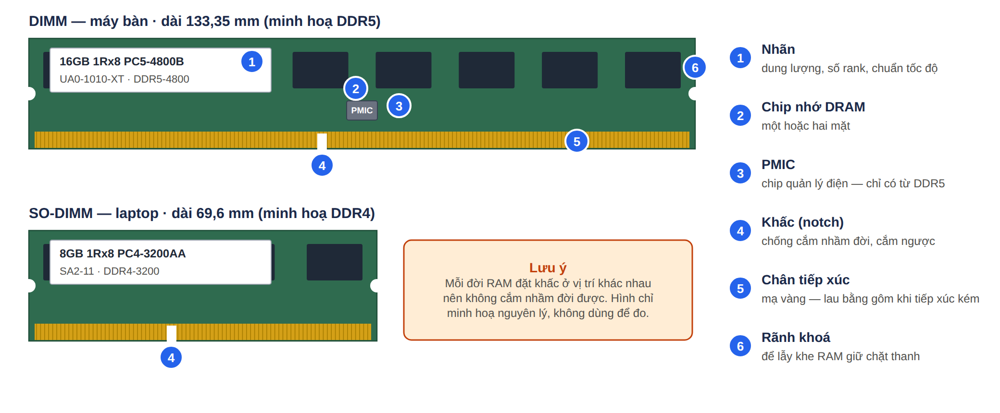 DIMM — máy bàn · dài 133,35 mm (minh hoạ DDR5)
16GB 1Rx8 PC5-4800B
UA0-1010-XT · DDR5-4800
1
2
3
PMIC
4
5
6
SO-DIMM — laptop · dài 69,6 mm (minh hoạ DDR4)
8GB 1Rx8 PC4-3200AA
SA2-11 · DDR4-3200
4
Lưu ý
Mỗi đời RAM đặt khấc ở vị trí khác nhau
nên không cắm nhầm đời được. Hình chỉ
minh hoạ nguyên lý, không dùng để đo.
1
Nhãn
dung lượng, số rank, chuẩn tốc độ
2
Chip nhớ DRAM
một hoặc hai mặt
3
PMIC
chip quản lý điện — chỉ có từ DDR5
4
Khấc (notch)
chống cắm nhầm đời, cắm ngược
5
Chân tiếp xúc
mạ vàng — lau bằng gôm khi tiếp xúc kém
6
Rãnh khoá
để lẫy khe RAM giữ chặt thanh